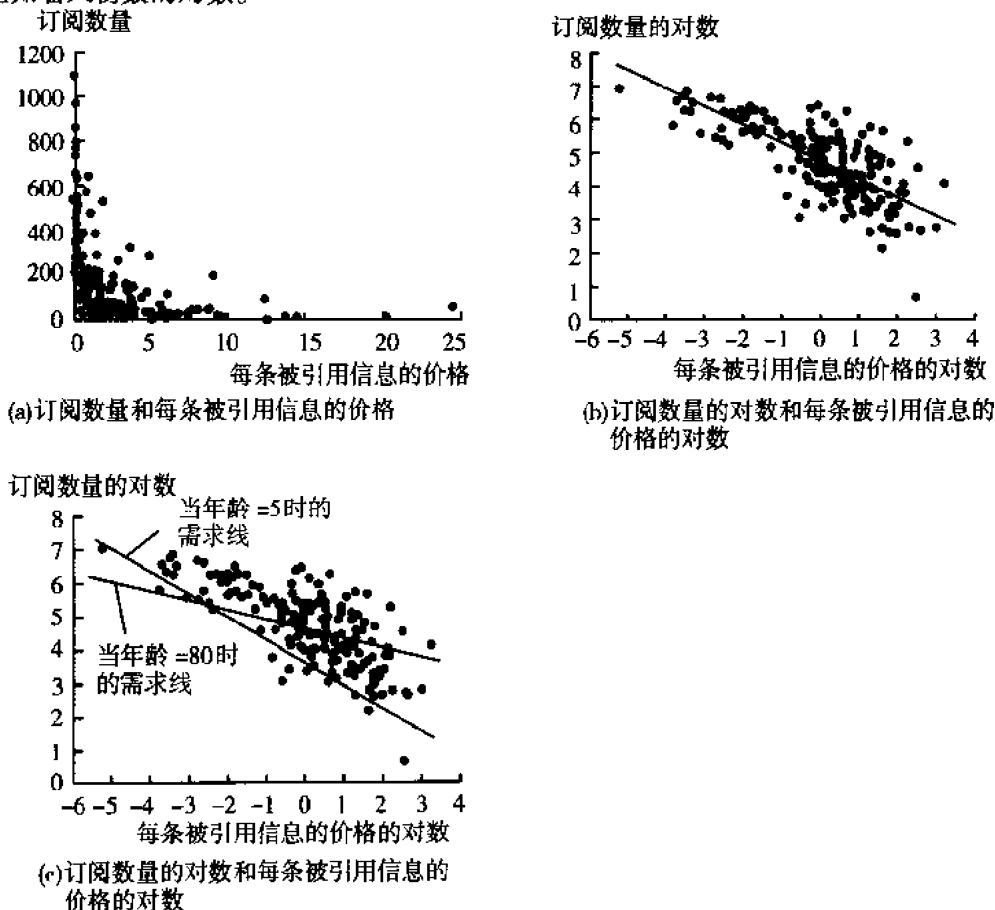 订阅数量
1200
1000
800
600
400
200
0
0 5 10 15 20 25
每条被引用信息的价格
(a)订阅数量和每条被引用信息的价格
订阅数量的对数
8
7
6
5
4
3
2
1
0
-6 -5 -4 -3 -2 -1 0 1 2 3 4
每条被引用信息的价格的对数
(b)订阅数量的对数和每条被引用信息的
价格的对数
订阅数量的对数
当年龄=5时的
需求线
8
7
6
5
4
3
2
1
0
当年龄=80时
的需求线
-6 -5 -4 -3 -2 -1 0 1 2 3 4
每条被引用信息的价格的对数
(c)订阅数量的对数和每条被引用信息的
价格的对数